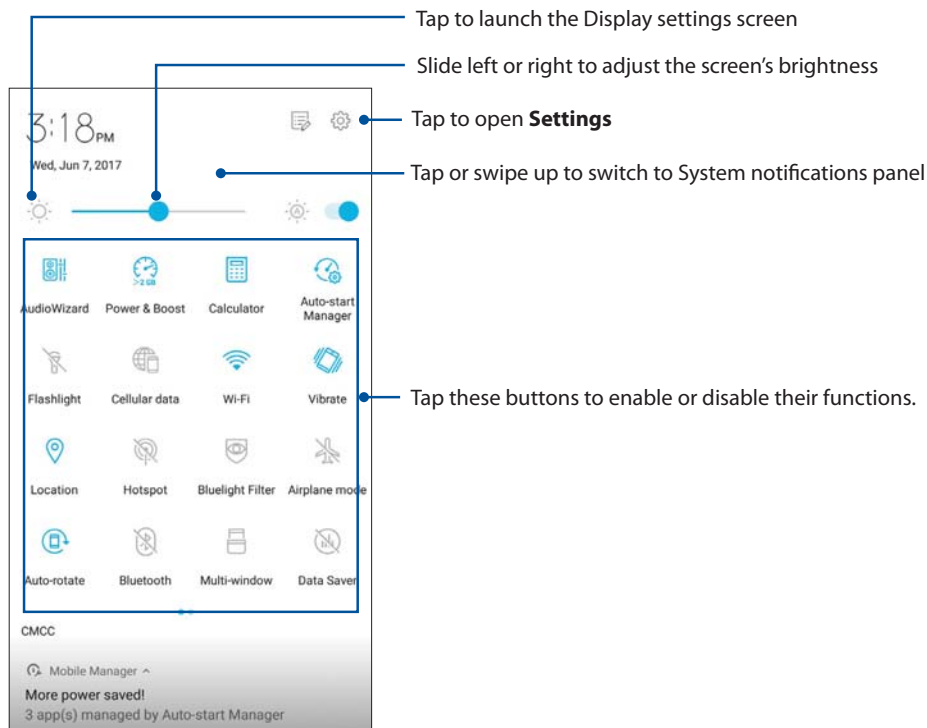 Tap to launch the Display settings screen
Slide left or right to adjust the screen's brightness
3:18 PM
Tap to open Settings
Wed, Jun 7, 2017
Tap or swipe up to switch to System notifications panel
A
>2 GB
AudioWizard Power & Boost Calculator Auto-start
Manager
Flashlight Cellular data Wi-Fi Vibrate
Tap these buttons to enable or disable their functions.
Location Hotspot Bluelight Filter Airplane mode
Auto-rotate Bluetooth Multi-window Data Saver
CMCC
Mobile Manager
More power saved!
3 app(s) managed by Auto-start Manager